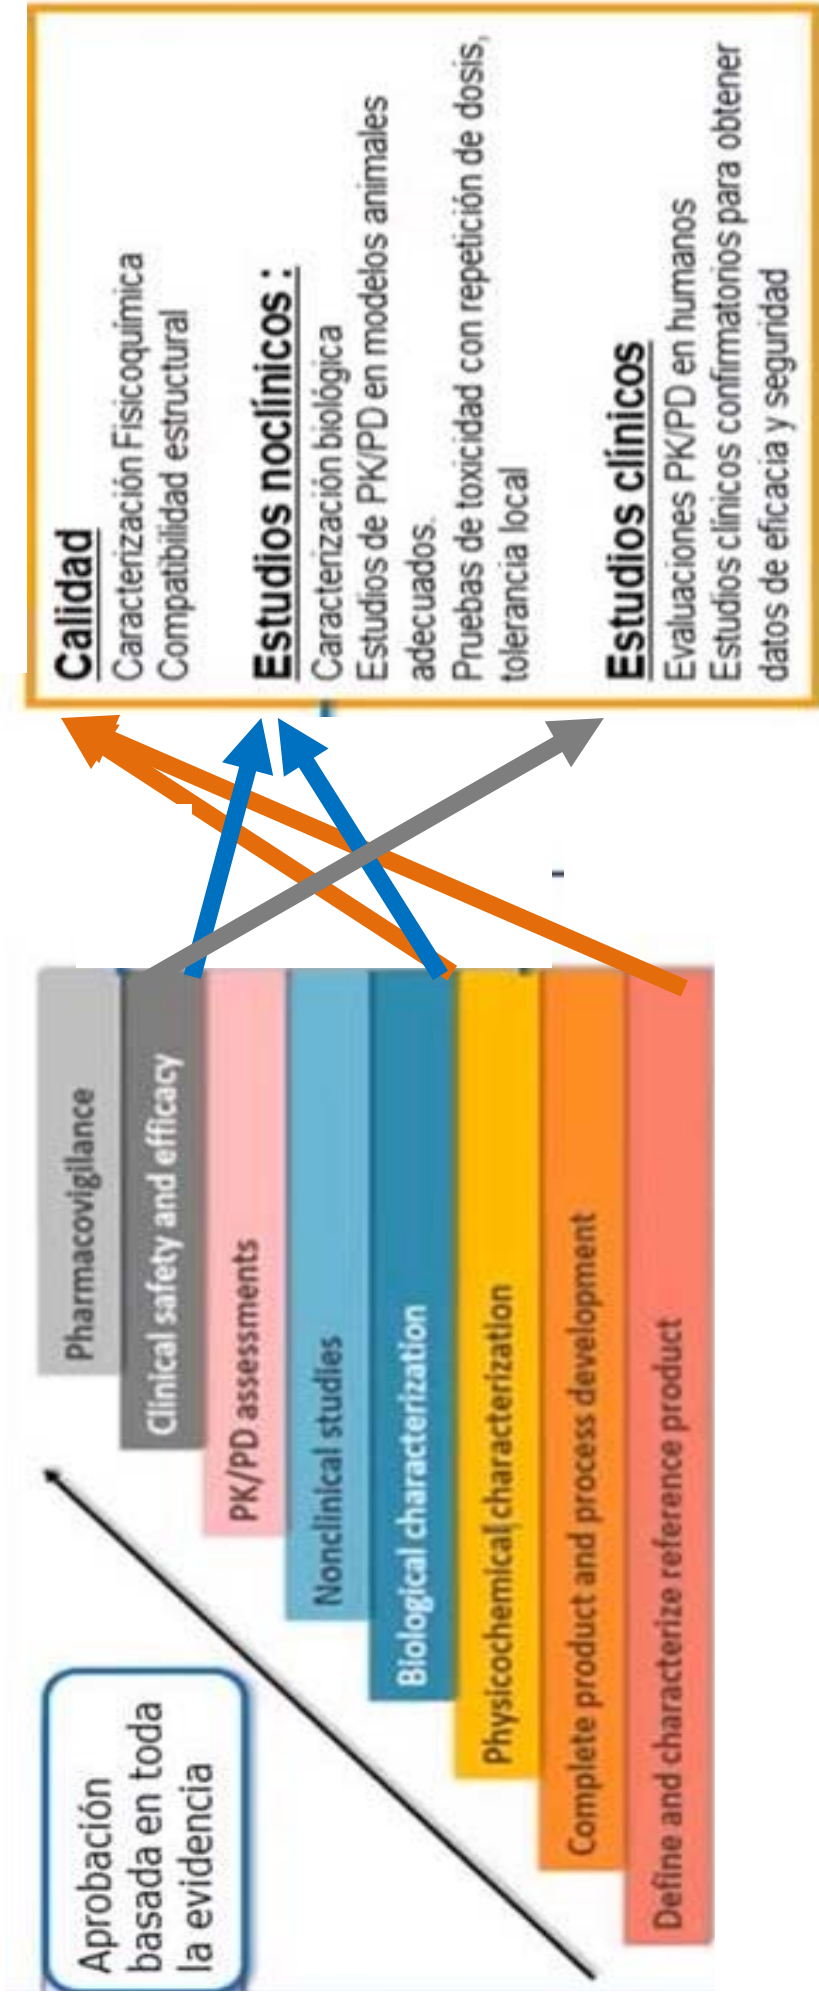 Aprobación
basada en toda
la evidencia
Pharmacovigilance
Clinical safety and efficacy
PK/PD assessments
Nonclinical studies
Biological characterization
Physicochemical characterization
Complete product and process development
Define and characterize reference product
Calidad
Caracterización Fisicoquímica
Compatibilidad estructural
Estudios noclínicos :
Caracterización biológica
Estudios de PK/PD en modelos animales
adecuados.
Pruebas de toxicidad con repetición de dosis,
tolerancia local
Estudios clínicos
Evaluaciones PK/PD en humanos
Estudios clínicos confirmatorios para obtener
datos de eficacia y seguridad